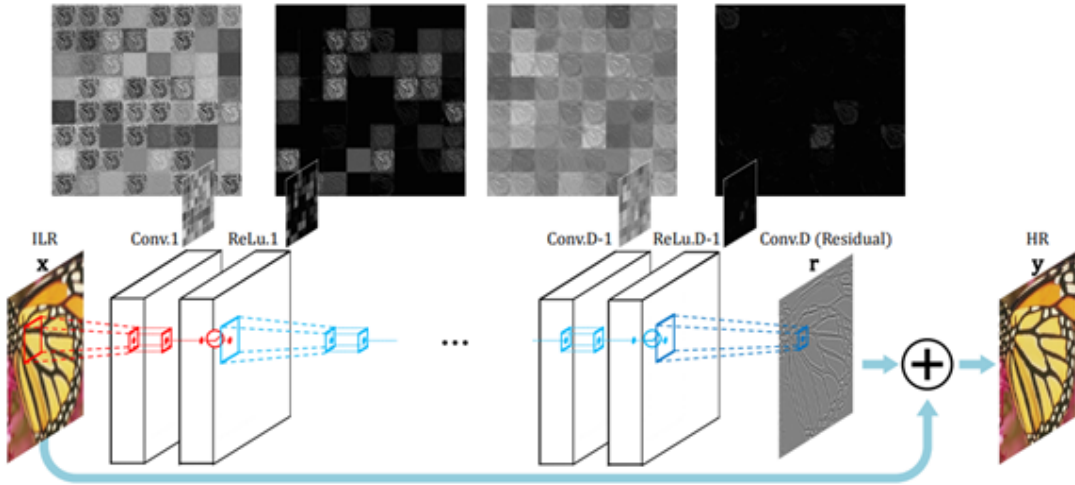 ILR
x
Conv.1
ReLu.1
...
Conv.D-1
ReLu.D-1
Conv.D (Residual)
r
+
HR
y